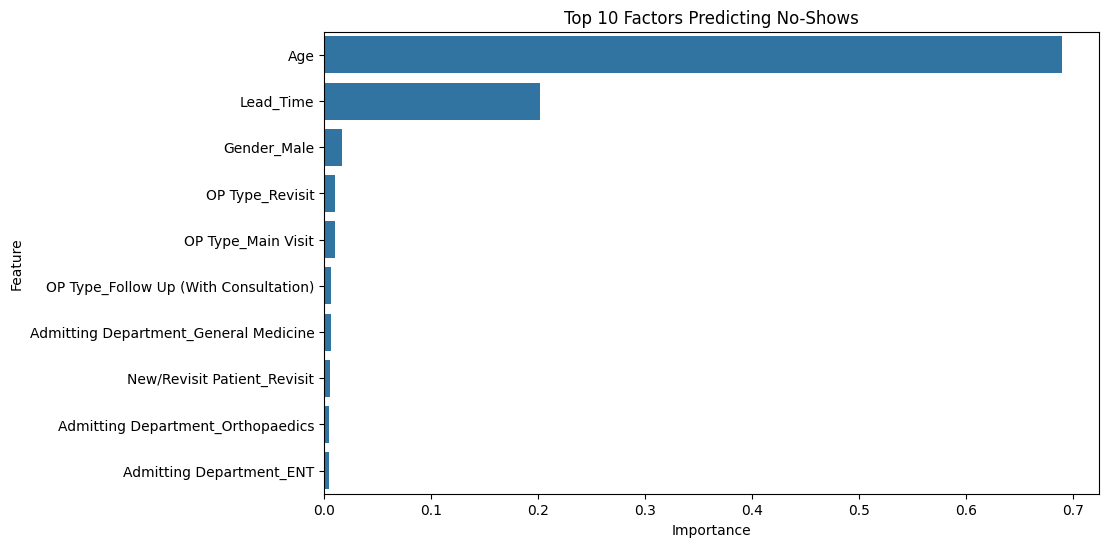 Top 10 Factors Predicting No-Shows
Feature
Age
Lead_Time
Gender_Male
OP Type_Revisit
OP Type_Main Visit
OP Type_Follow Up (With Consultation)
Admitting Department_General Medicine
New/Revisit Patient_Revisit
Admitting Department_Orthopaedics
Admitting Department_ENT
0.0 0.1 0.2 0.3 0.4 0.5 0.6 0.7
Importance